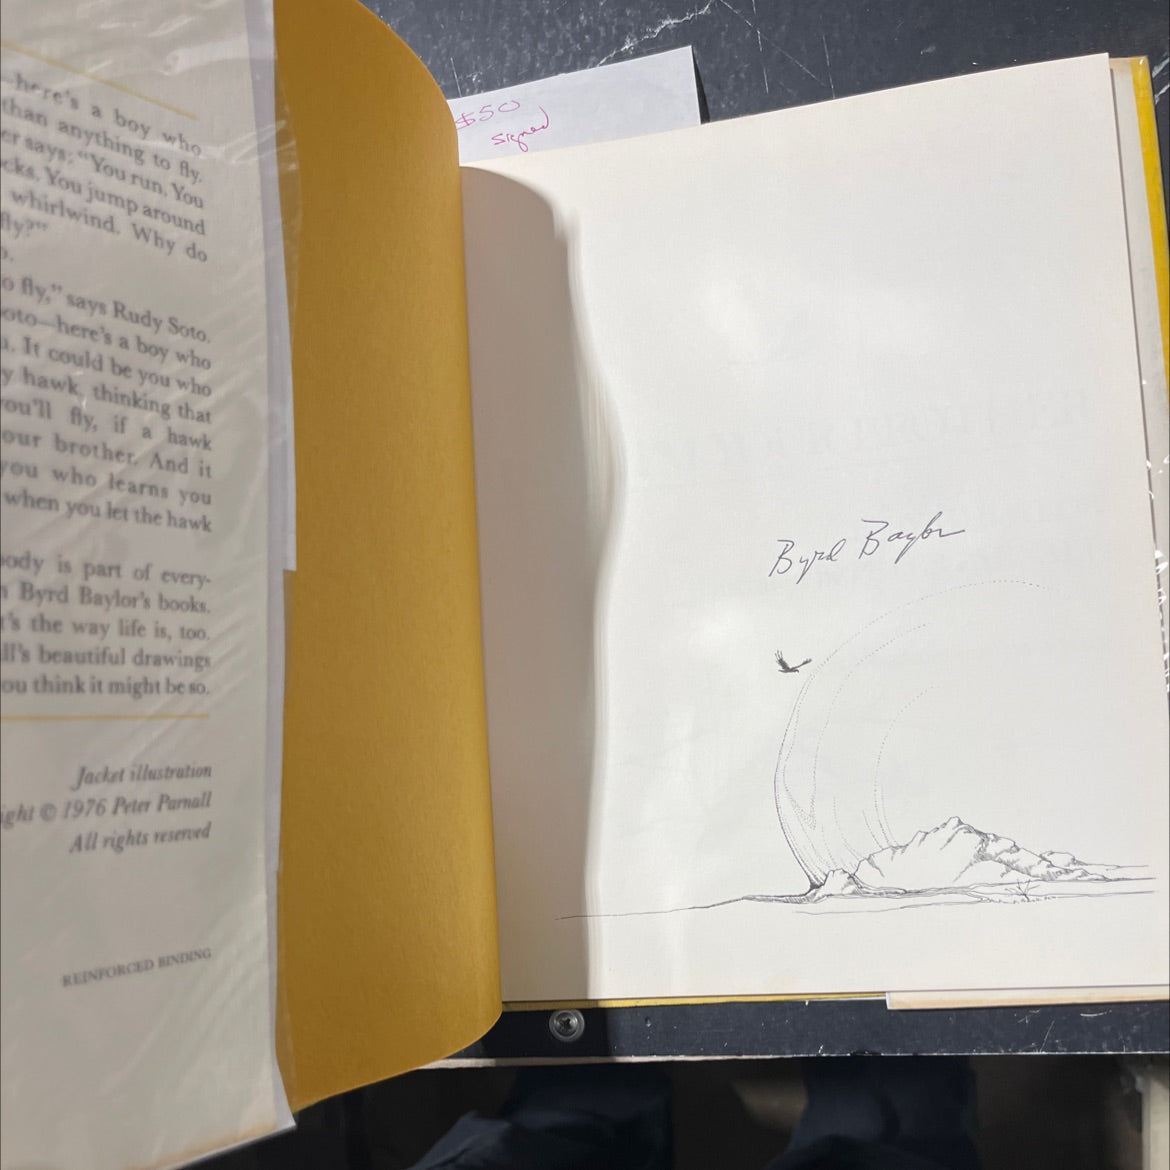 —here's a boy who
than anything to fly.
er says: "You run. You
cks. You jump around
whirlwind. Why do
fly?"
o.
o fly," says Rudy Soto.
oto—here's a boy who
u. It could be you who
y hawk, thinking that
you'll fly, if a hawk
our brother. And it
you who learns you
when you let the hawk
body is part of every-
n Byrd Baylor's books.
t's the way life is, too.
ll's beautiful drawings
ou think it might be so.
Jacket illustration
ight © 1976 Peter Parnall
All rights reserved
REINFORCED BINDING
$50
signed
Byrd Baylor